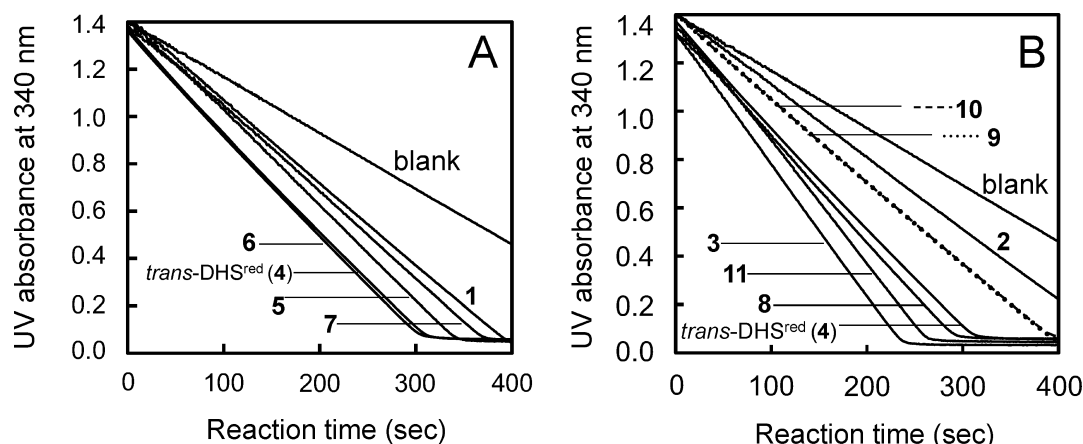 A
UV absorbance at 340 nm
1.4
1.2
1.0
0.8
0.6
0.4
0.2
0.0
blank
6
trans-DHSred (4)
5
7
1
0 100 200 300 400
Reaction time (sec)
B
UV absorbance at 340 nm
1.4
1.2
1.0
0.8
0.6
0.4
0.2
0.0
10
9
blank
2
3
11
8
trans-DHSred (4)
0 100 200 300 400
Reaction time (sec)